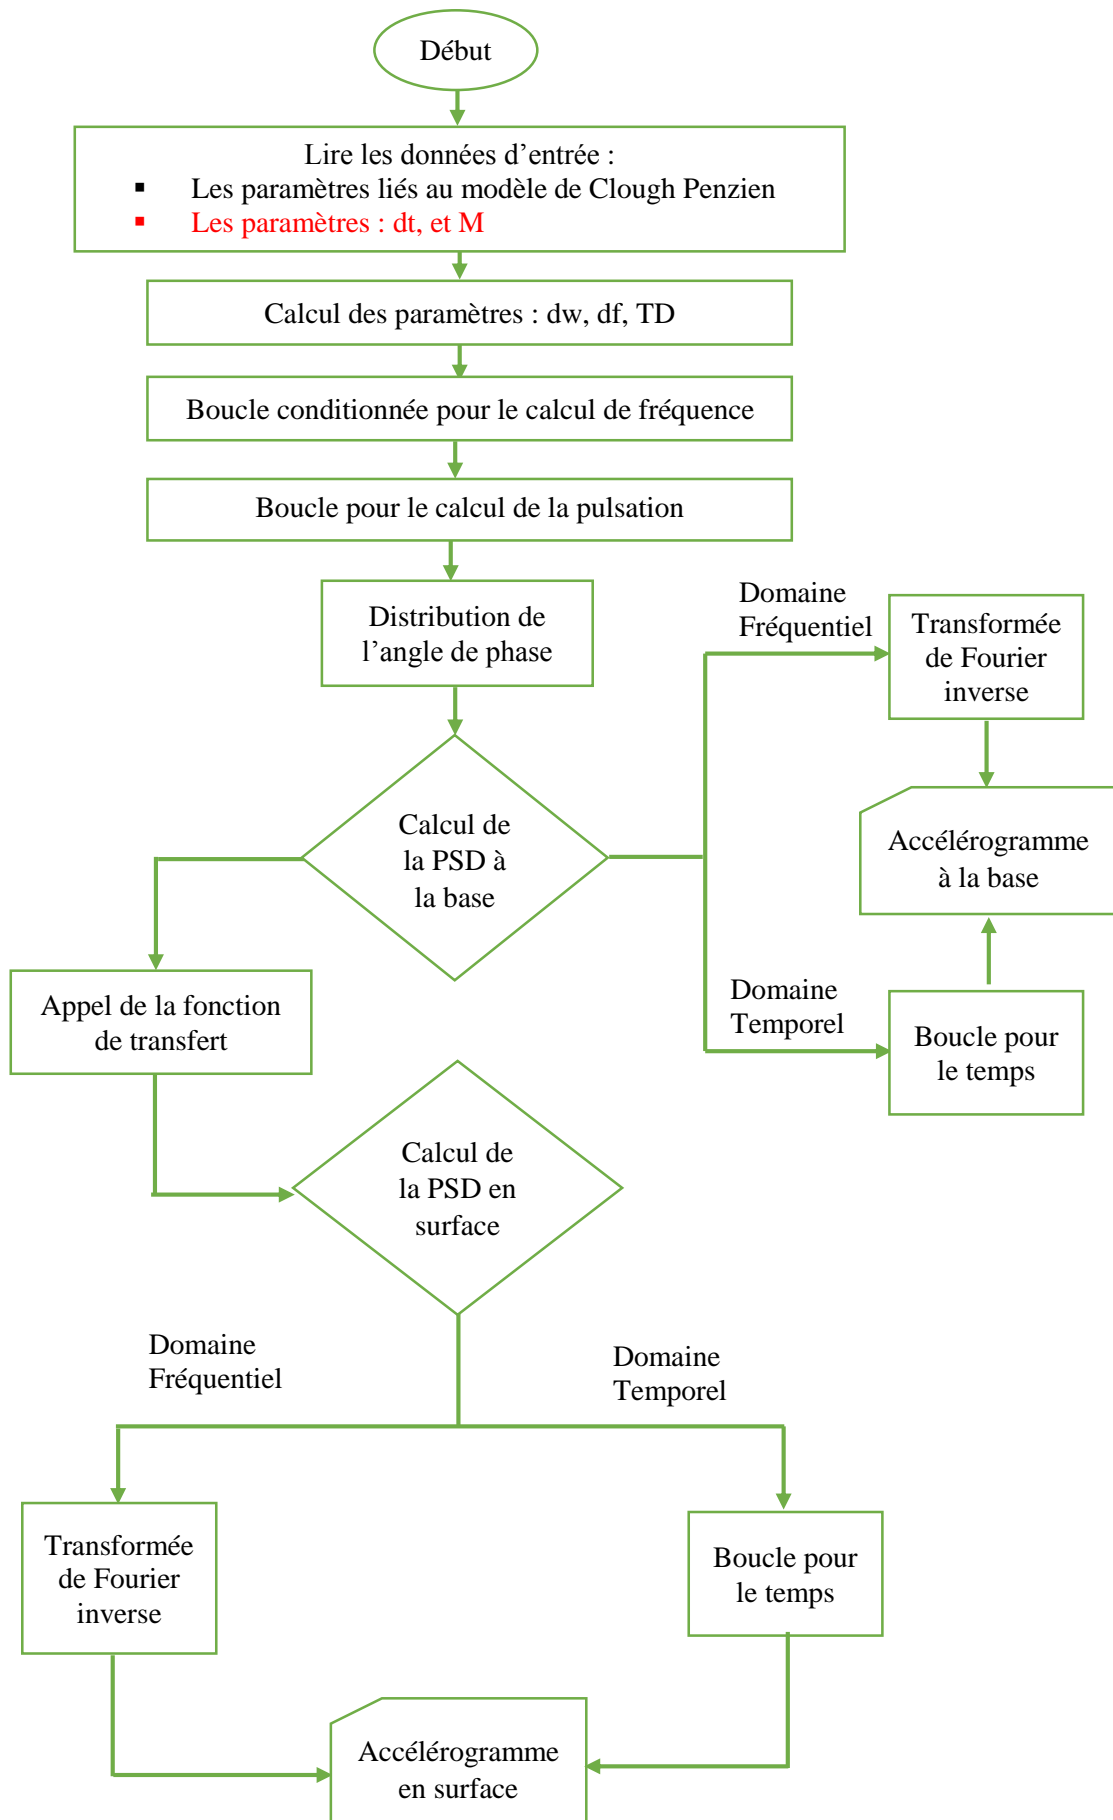 Début
Lire les données d’entrée :
▪ Les paramètres liés au modèle de Clough Penzien
▪ Les paramètres : dt, et M
Calcul des paramètres : dw, df, TD
Boucle conditionnée pour le calcul de fréquence
Boucle pour le calcul de la pulsation
Distribution de
l’angle de phase
Domaine
Fréquentiel
Transformée
de Fourier
inverse
Calcul de
la PSD à
la base
Accélérogramme
à la base
Appel de la fonction
de transfert
Domaine
Temporel
Boucle pour
le temps
Calcul de
la PSD en
surface
Domaine
Fréquentiel
Domaine
Temporel
Transformée
de Fourier
inverse
Boucle pour
le temps
Accélérogramme
en surface